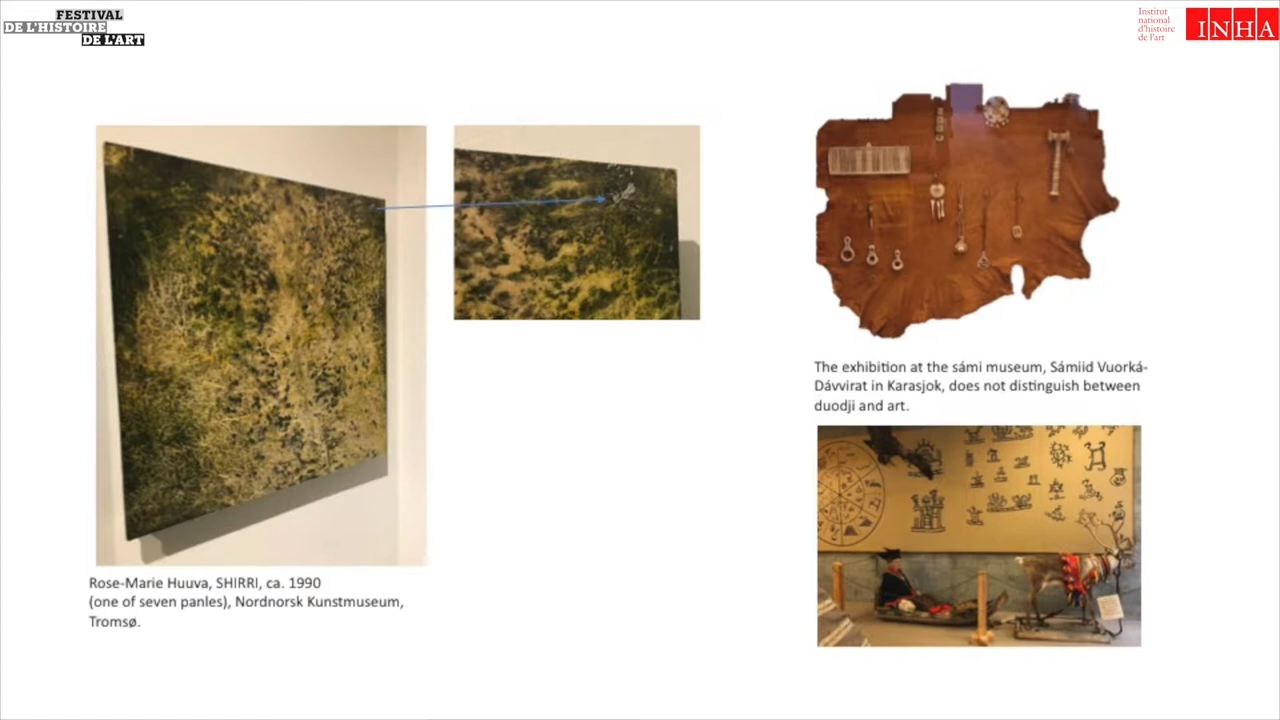 FESTIVAL
DE L'HISTOIRE
DE L'ART
Institut
national
d'histoire
de l'art
INHA
The exhibition at the sámi museum, Sámiid Vuorká-
Dávvirat in Karasjok, does not distinguish between
duodji and art.
Rose-Marie Huuva, SHIRRI, ca. 1990
(one of seven panles), Nordnorsk Kunstmuseum,
Tromsø.